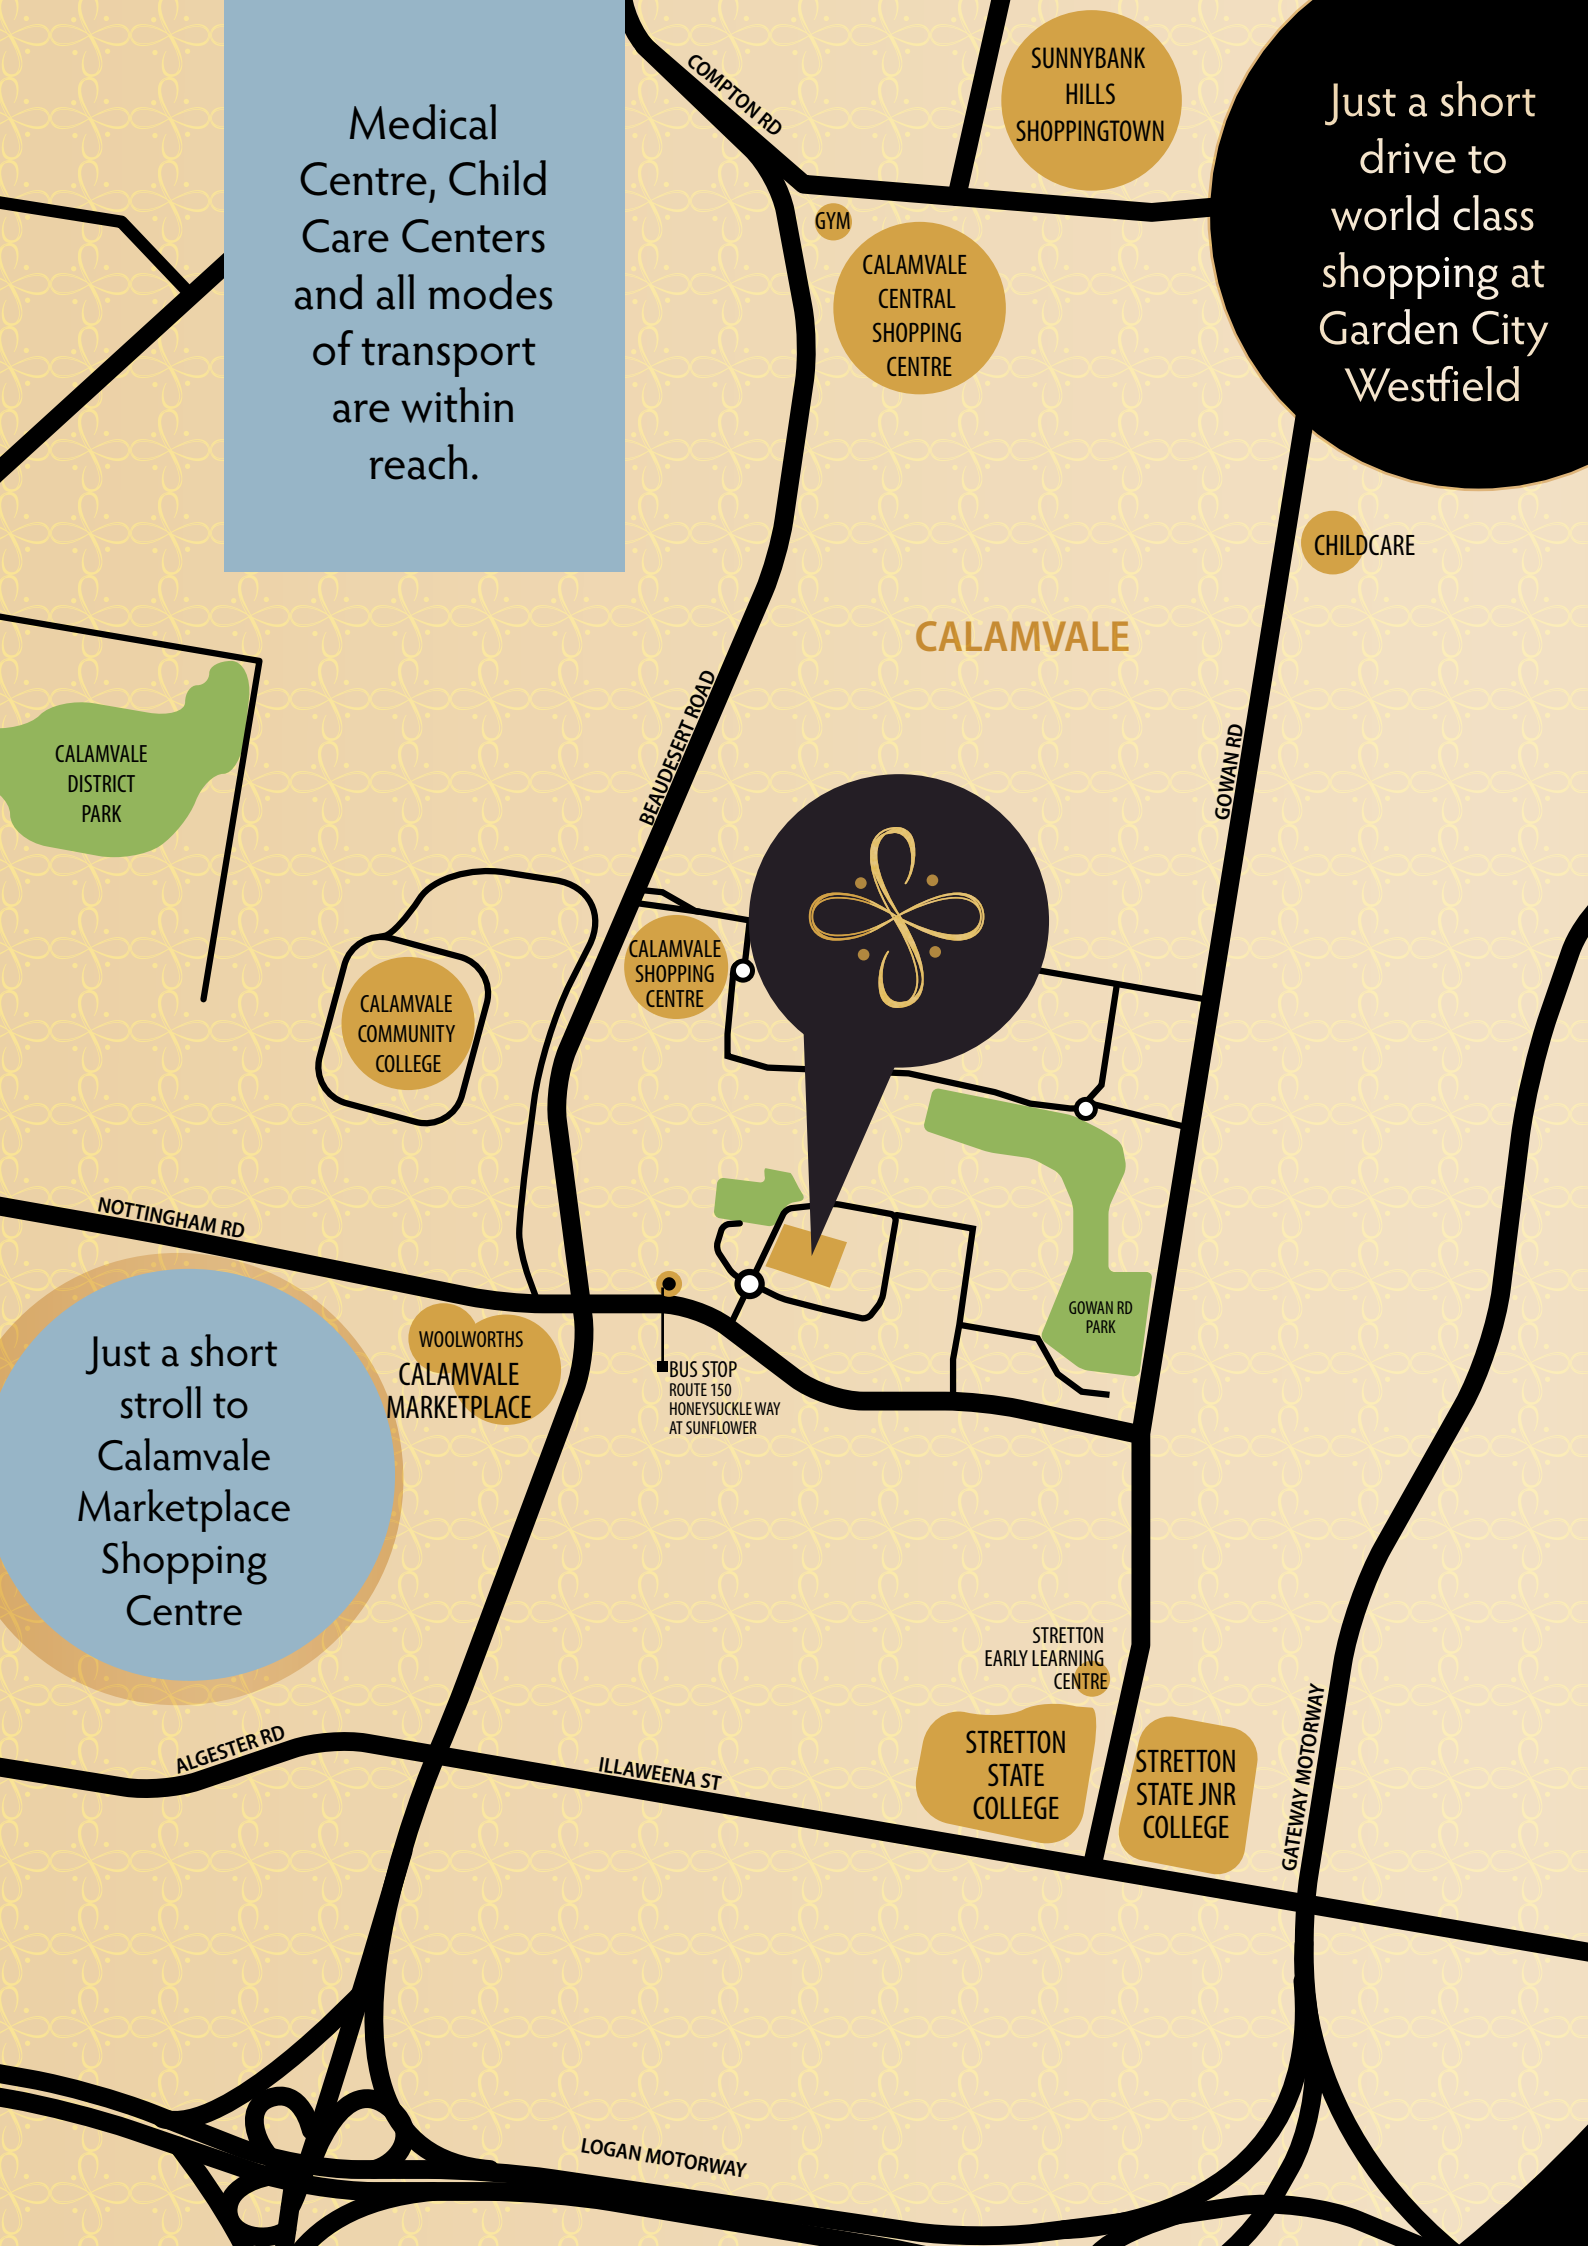 Medical
Centre, Child
Care Centers
and all modes
of transport
are within
reach.
COMPTON RD
SUNNYBANK
HILLS
SHOPPINGTOWN
Just a short
drive to
world class
shopping at
Garden City
Westfield
GYM
CALAMVALE
CENTRAL
SHOPPING
CENTRE
CHILDCARE
CALAMVALE
BEAUDESERT ROAD
GOWAN RD
CALAMVALE
DISTRICT
PARK
CALAMVALE
SHOPPING
CENTRE
CALAMVALE
COMMUNITY
COLLEGE
NOTTINGHAM RD
GOWAN RD
PARK
Just a short
stroll to
Calamvale
Marketplace
Shopping
Centre
WOOLWORTHS
CALAMVALE
MARKETPLACE
BUS STOP
ROUTE 150
HONEYSUCKLE WAY
AT SUNFLOWER
STRETTON
EARLY LEARNING
CENTRE
STRETTON
STATE
COLLEGE
STRETTON
STATE JNR
COLLEGE
GATEWAY MOTORWAY
ALGESTER RD
ILLAWEENA ST
LOGAN MOTORWAY